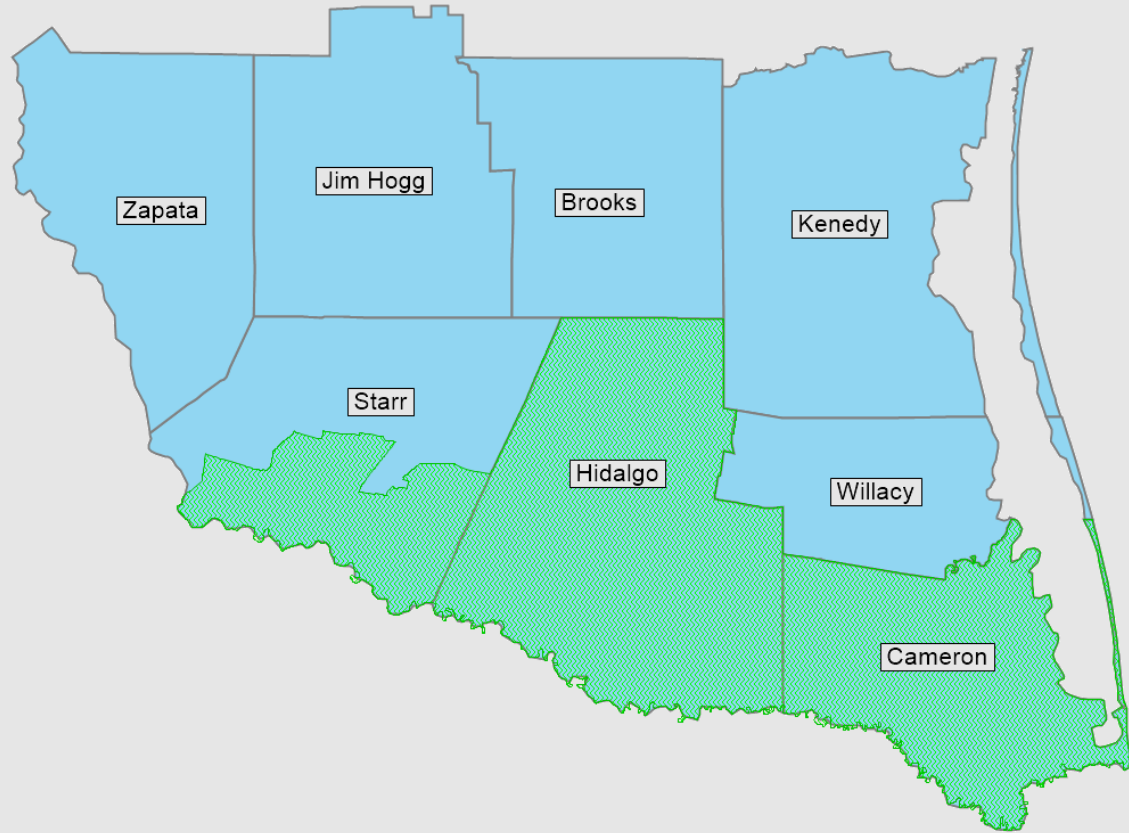 Jim Hogg
Zapata
Brooks
Kenedy
Starr
Hidalgo
Willacy
Cameron